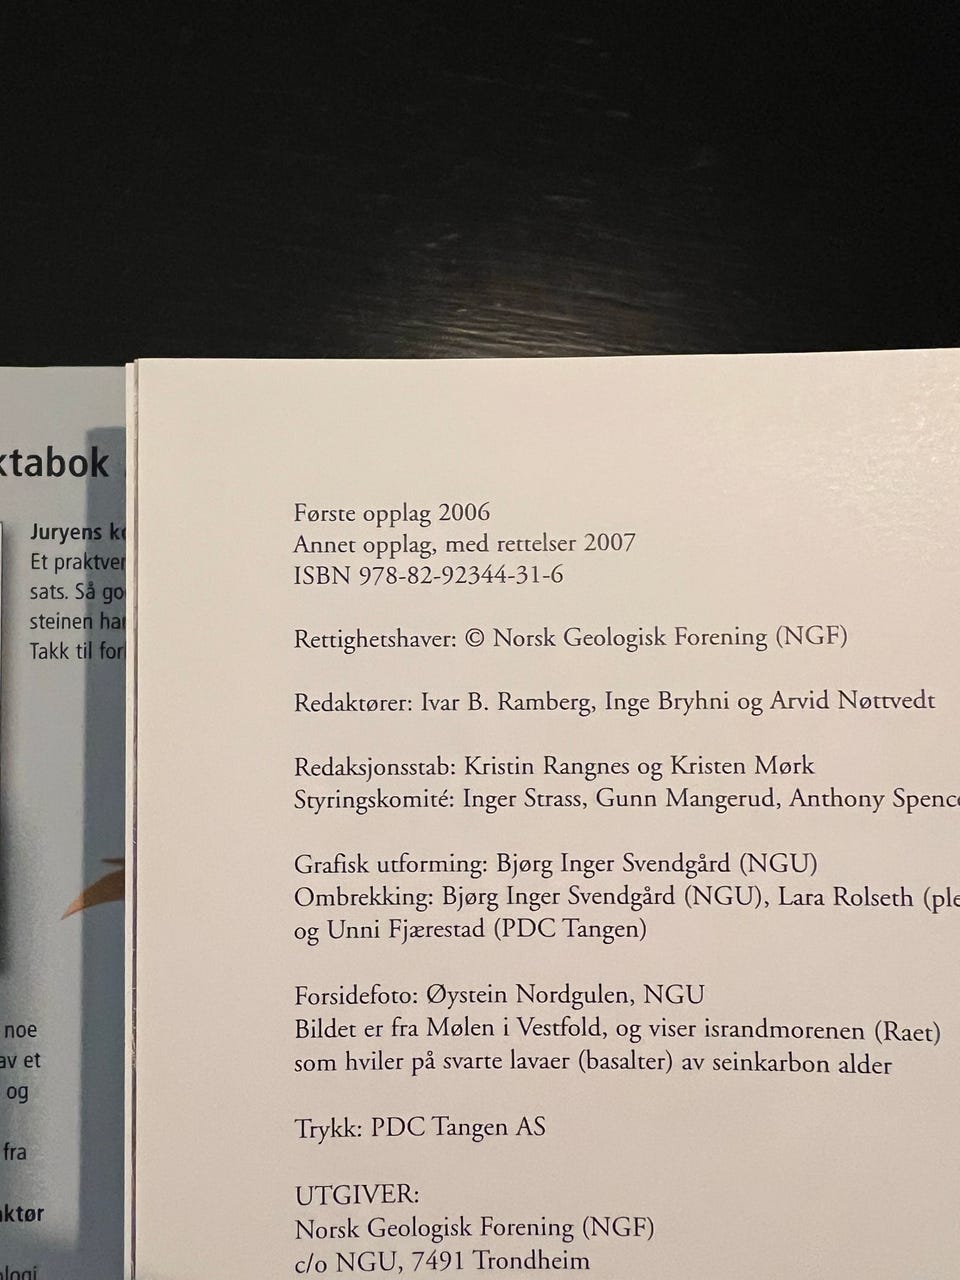 ktabok
Juryens
Et
sats. Så
steinen
Takk til
noe
av et
og
fra
Første opplag 2006
Annet opplag, med rettelser 2007
ISBN 978-82-92344-31-6
Rettighetshaver: © Norsk Geologisk Forening (NGF)
Redaktører: Ivar B. Ramberg, Inge Bryhni og Arvid Nøttvedt
Redaksjonsstab: Kristin Rangnes og Kristen Mørk
Styringskomité: Inger Strass, Gunn Mangerud, Anthony
Grafisk utforming: Bjørg Inger Svendgård (NGU)
Ombrekking: Bjørg Inger Svendgård (NGU), Lara Rolseth
og Unni Fjærestad (PDC Tangen)
Forsidefoto: Øystein Nordgulen, NGU
Bildet er fra Mølen i Vestfold, og viser israndmorenen (Raet)
som hviler på svarte lavaer (basalter) av seinkarbon alder
Trykk: PDC Tangen AS
UTGIVER:
Norsk Geologisk Forening (NGF)
c/o NGU, 7491 Trondheim